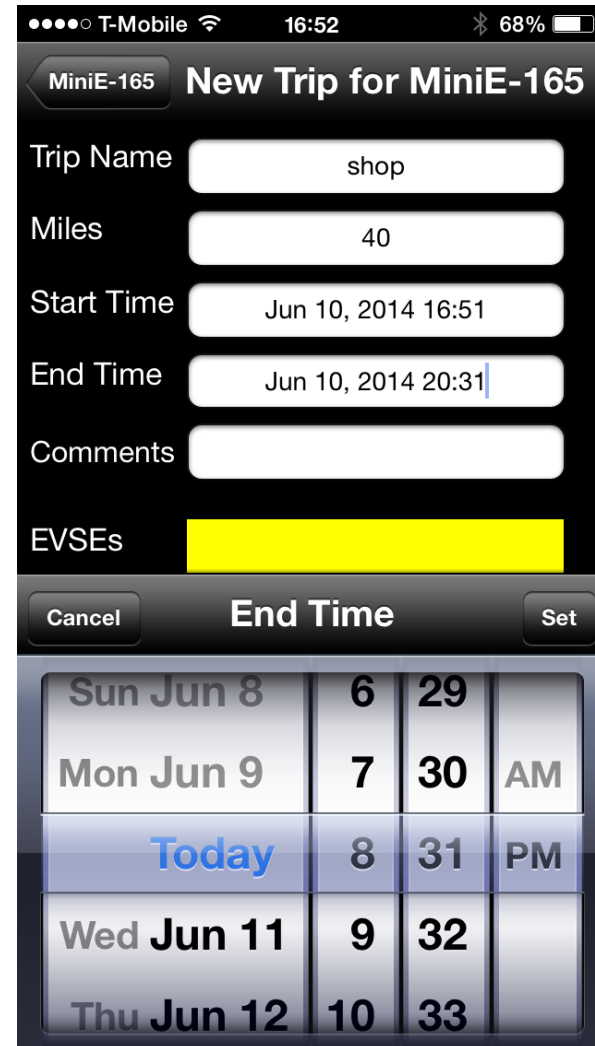 T-Mobile 16:52 68%
MiniE-165 New Trip for MiniE-165
Trip Name shop
Miles 40
Start Time Jun 10, 2014 16:51
End Time Jun 10, 2014 20:31
Comments
EVSEs
Cancel End Time Set
Sun Jun 8 6 29
Mon Jun 9 7 30 AM
Today 8 31 PM
Wed Jun 11 9 32
Thu Jun 12 10 33